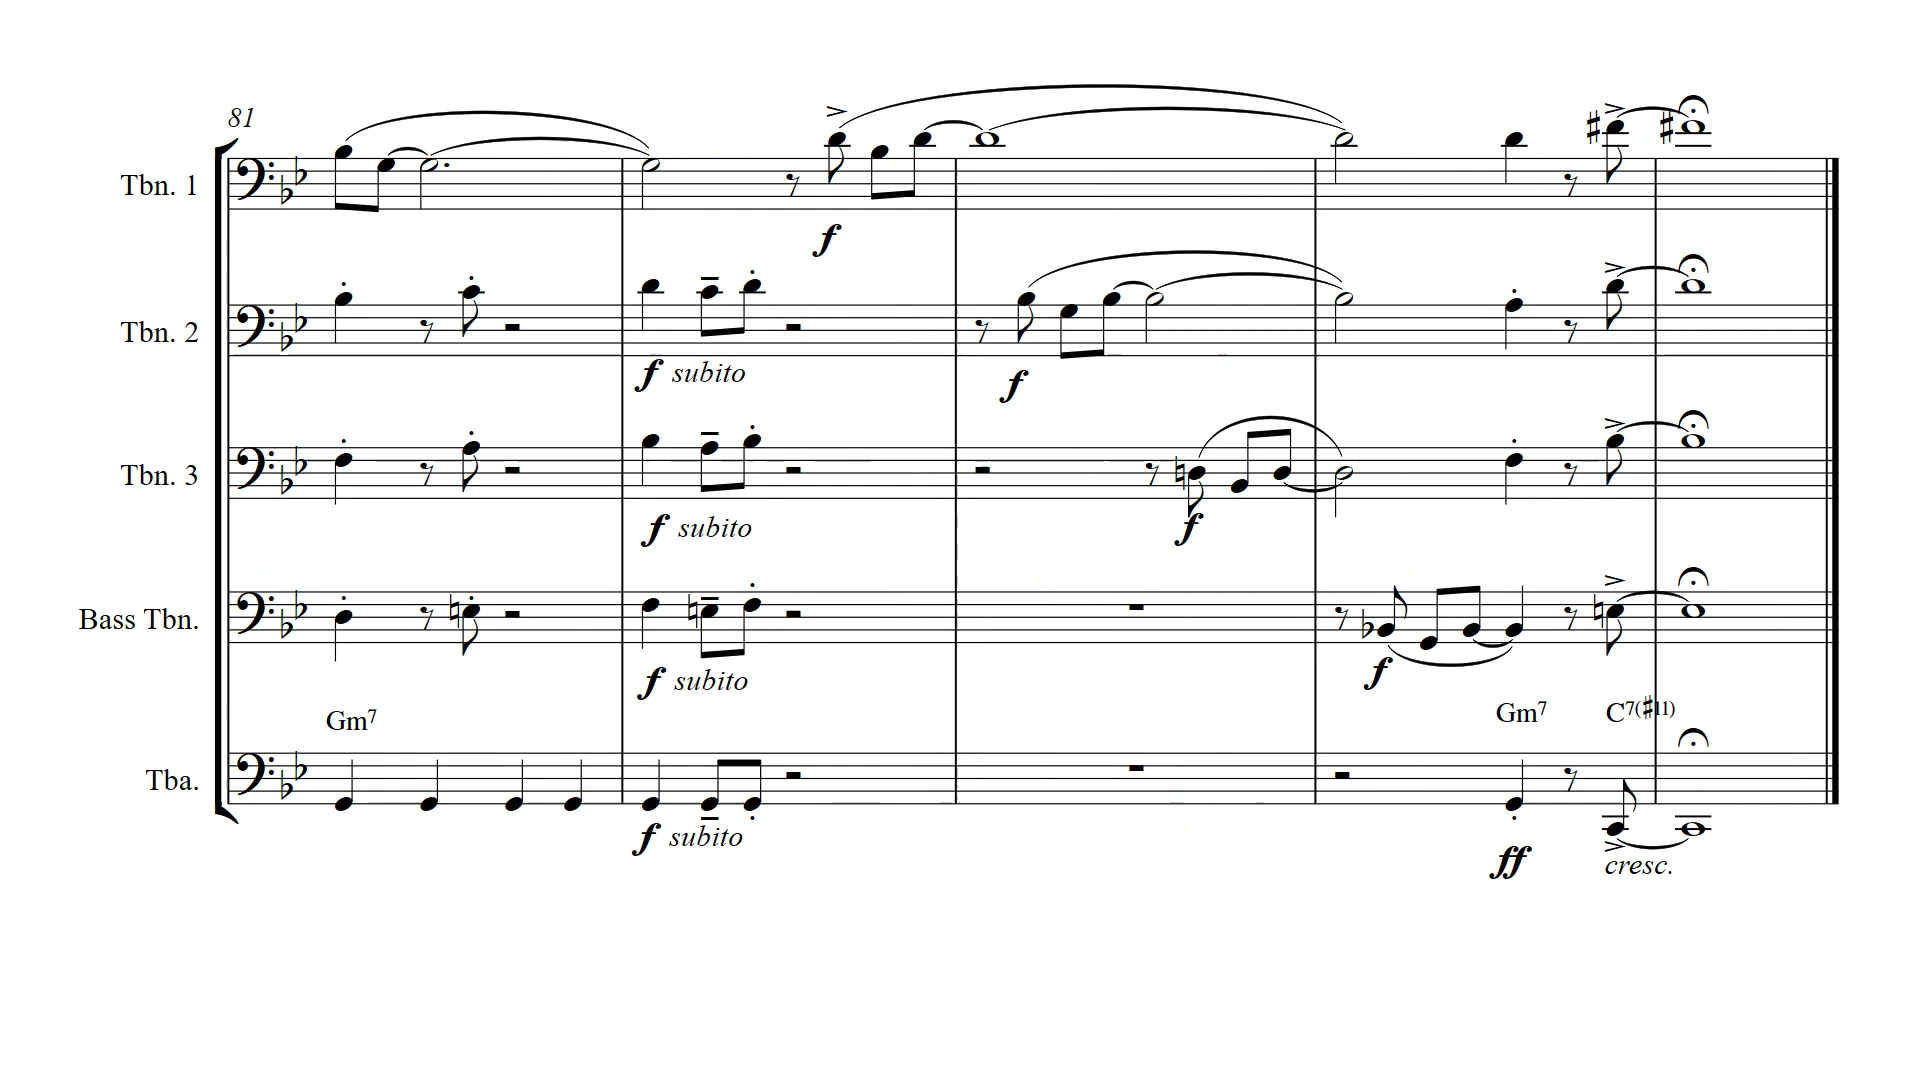 81
Tbn. 1
f
Tbn. 2
f subito
f
Tbn. 3
f subito
f
Bass Tbn.
f subito
f
Gm7 Gm7 C7(#11)
Tba.
f subito
ff
cresc.